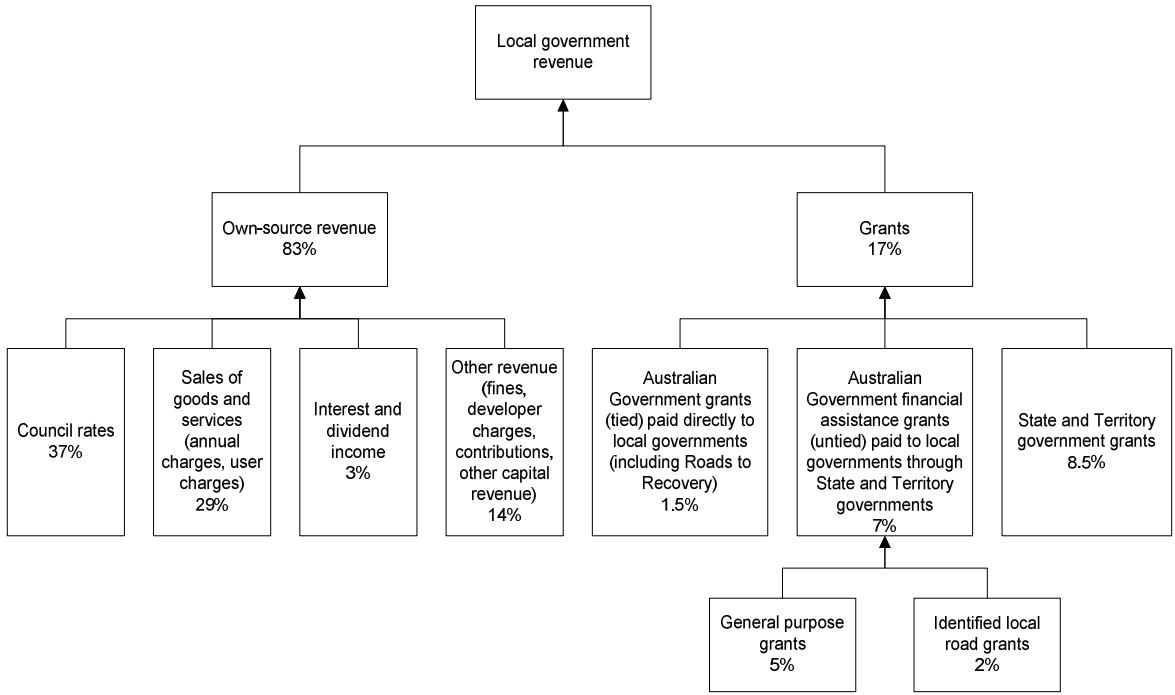 Local government
revenue
Own-source revenue
83%
Grants
17%
Council rates
37%
Sales of
goods and
services
(annual
charges, user
charges)
29%
Interest and
dividend
income
3%
Other revenue
(fines,
developer
charges,
contributions,
other capital
revenue)
14%
Australian
Government grants
(tied) paid directly to
local governments
(including Roads to
Recovery)
1.5%
Australian
Government financial
assistance grants
(untied) paid to local
governments through
State and Territory
governments
7%
State and Territory
government grants
8.5%
General purpose
grants
5%
Identified local
road grants
2%